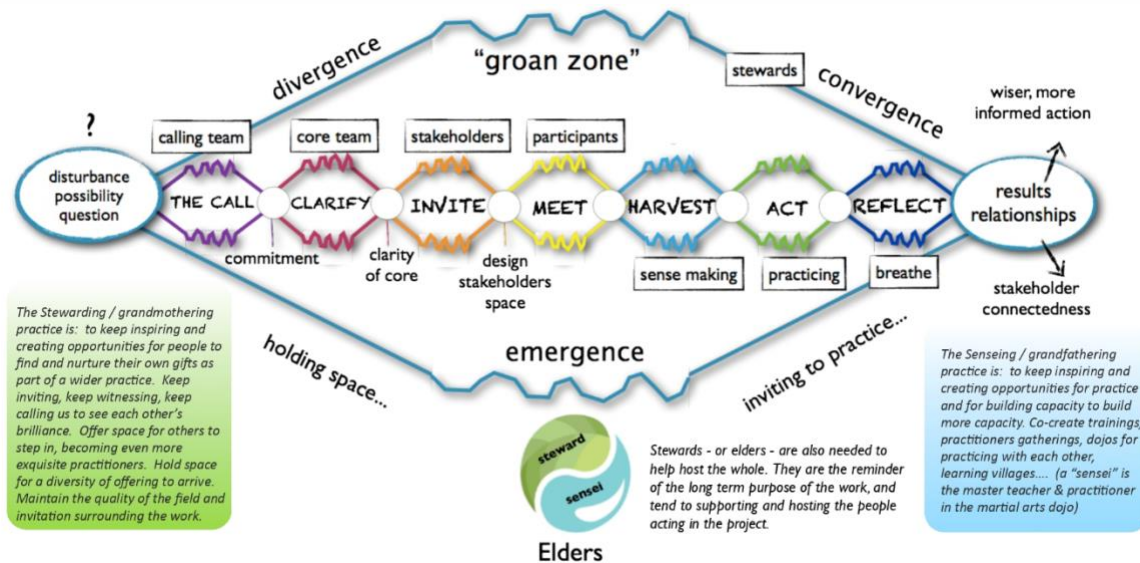 divergence
"groan zone"
convergence
stewards
wiser, more
informed action
?
calling team
core team
stakeholders
participants
disturbance
possibility
question
THE CALL
CLARIFY
INVITE
MEET
HARVEST
ACT
REFLECT
results
relationships
commitment
clarity
of core
design
stakeholders
space
sense making
practicing
breathe
stakeholder
connectedness
holding space...
emergence
inviting to practice...
The Stewarding / grandmothering
practice is: to keep inspiring and
creating opportunities for people to
find and nurture their own gifts as
part of a wider practice. Keep
inviting, keep witnessing, keep
calling us to see each other's
brilliance. Offer space for others to
step in, becoming even more
exquisite practitioners. Hold space
for a diversity of offering to arrive.
Maintain the quality of the field and
invitation surrounding the work.
steward
sensei
Elders
Stewards - or elders - are also needed to
help host the whole. They are the reminder
of the long term purpose of the work, and
tend to supporting and hosting the people
acting in the project.
The Senseing / grandfathering
practice is: to keep inspiring and
creating opportunities for practice
and for building capacity to build
more capacity. Co-create trainings,
practitioners gatherings, dojos for
practicing with each other,
learning villages.... (a "sensei" is
the master teacher & practitioner
in the martial arts dojo)